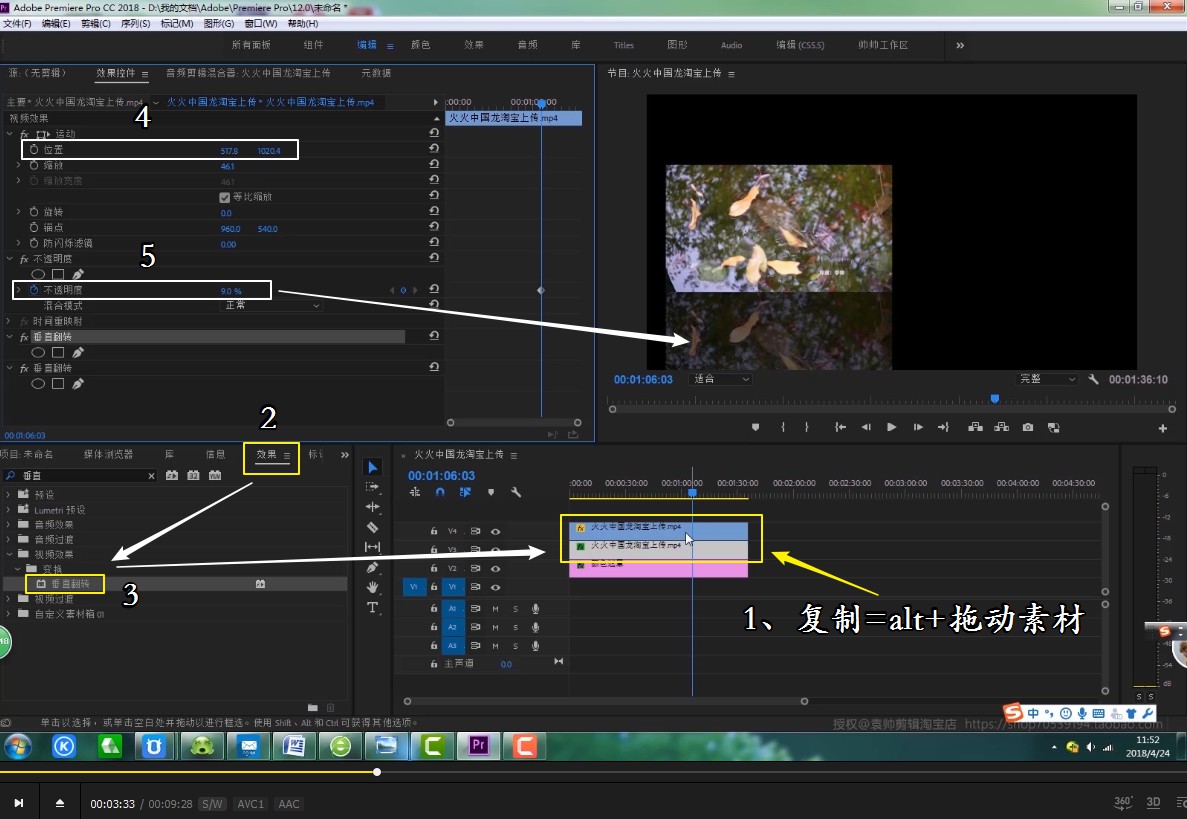 Adobe Premiere Pro CC 2018 - D:\我的文档\Adobe\Premiere Pro\12.0\未命名 *
文件(F) 编辑(E) 剪辑(C) 序列(S) 标记(M) 图形(G) 窗口(W) 帮助(H)
所有面板 组件 编辑 颜色 效果 音频 库 Titles 图形 Audio 编辑 (CS5.5) 帅帅工作区
源: (无剪辑) 效果控件 音频剪辑混合器: 火火中国龙淘宝上传 元数据
节目: 火火中国龙淘宝上传
主要 * 火火中国龙淘宝上传.mp4 火火中国龙淘宝上传 * 火火中国龙淘宝上传.mp4
:00:00 00:01:00:00
4
视频效果
火火中国龙淘宝上传.mp4
fx 运动
位置 517.8 1020.4
缩放 46.1
缩放宽度 46.1
等比缩放
旋转 0.0
锚点 960.0 540.0
防闪烁滤镜 0.00
5
fx 不透明度
不透明度 9.0 %
混合模式 正常
fx 时间重映射
fx 垂直翻转
fx 垂直翻转
00:01:06:03
00:01:06:03 适合 完整 00:01:36:10
2
项目: 未命名 媒体浏览器 库 信息 效果 标记
垂直
预设
Lumetri 预设
音频效果
音频过渡
视频效果
变换
垂直翻转
视频过渡
自定义素材箱 01
3
火火中国龙淘宝上传
00:01:06:03
:00:00 00:00:30:00 00:01:00:00 00:01:30:00 00:02:00:00 00:02:30:00 00:03:00:00 00:03:30:00 00:04:00:00 00:04:30:00
V4 火火中国龙淘宝上传.mp4
V3 火火中国龙淘宝上传.mp4
V2 颜色遮罩
V1 V1
A1 M S
A2 M S
A3 M S
主声道 0.0
1、复制=alt+拖动素材
0
-6
-12
-18
-24
-30
-36
-54
dB
S S
单击以选择，或单击空白处并拖动以进行框选。使用 Shift、Alt 和 Ctrl 可获得其他选项。
中
授权@袁帅剪辑淘宝店 https://shop70559194.taobao.com
11:52
2018/4/24
00:03:33 / 00:09:28 S/W AVC1 AAC
360° 3D